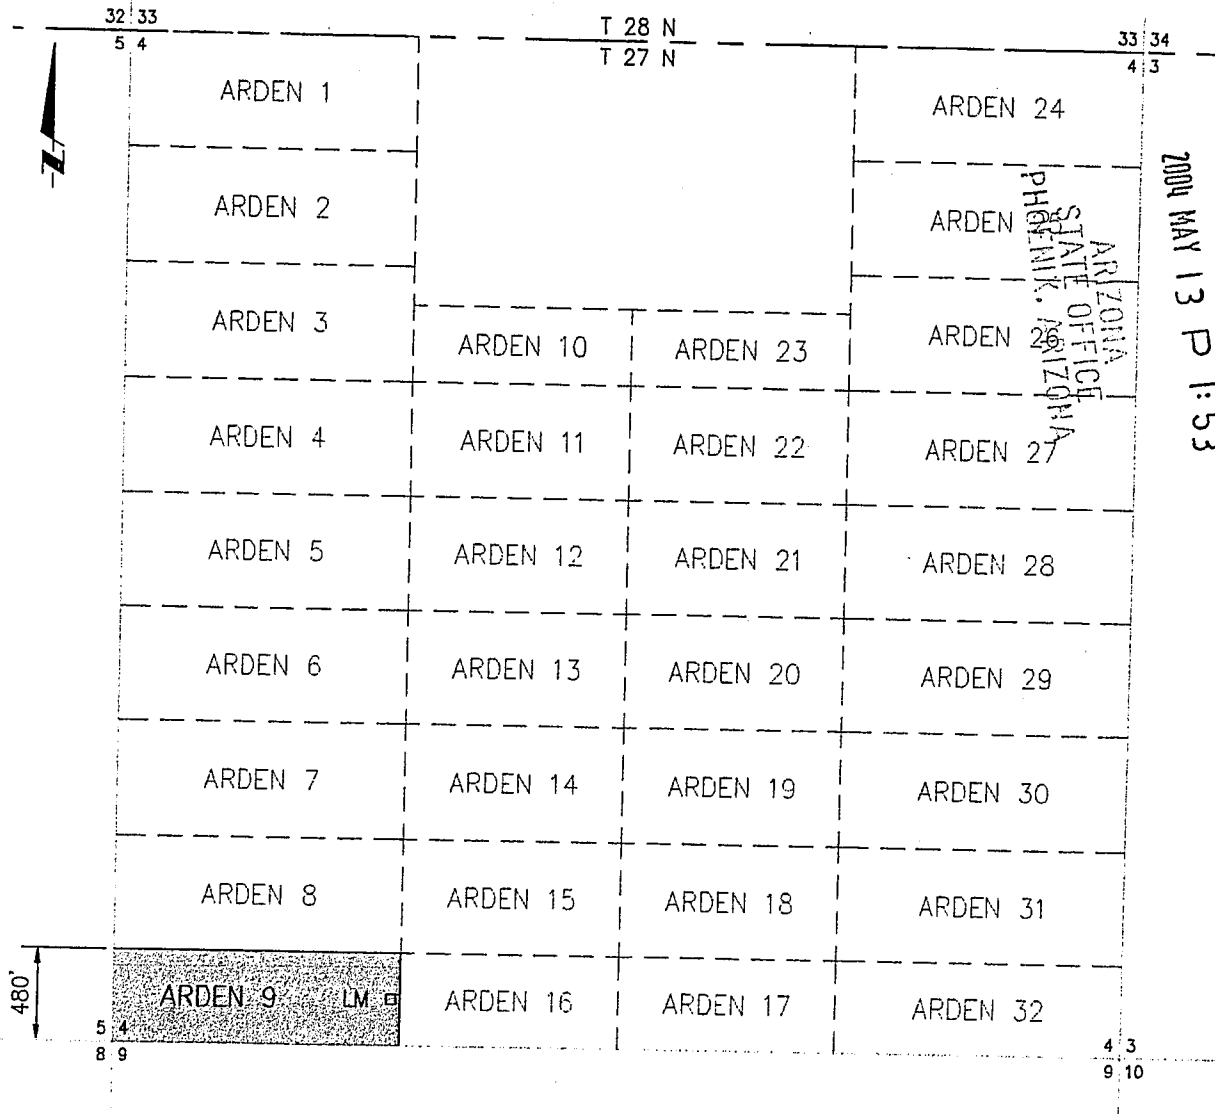 32 33
T 28 N
33 34
5 4
T 27 N
4 3
N
ARDEN 1
ARDEN 24
ARDEN 2
ARDEN
ARDEN 3
ARDEN 10
ARDEN 23
ARDEN 26
ARDEN 4
ARDEN 11
ARDEN 22
ARDEN 27
ARDEN 5
ARDEN 12
ARDEN 21
ARDEN 28
ARDEN 6
ARDEN 13
ARDEN 20
ARDEN 29
ARDEN 7
ARDEN 14
ARDEN 19
ARDEN 30
ARDEN 8
ARDEN 15
ARDEN 18
ARDEN 31
480'
ARDEN 9 LM
ARDEN 16
ARDEN 17
ARDEN 32
5 4
4 3
8 9
9 10
2004 MAY 13 P 1:53
ARIZONA
STATE OFFICE
PHOENIX, ARIZONA